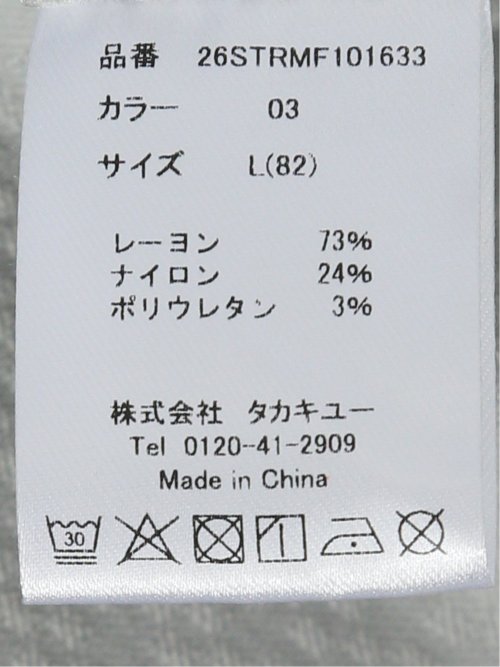 品番 26STRMF101633
カラー 03
サイズ L(82)
レーヨン 73%
ナイロン 24%
ポリウレタン 3%
株式会社 タカキュー
Tel 0120-41-2909
Made in China
30